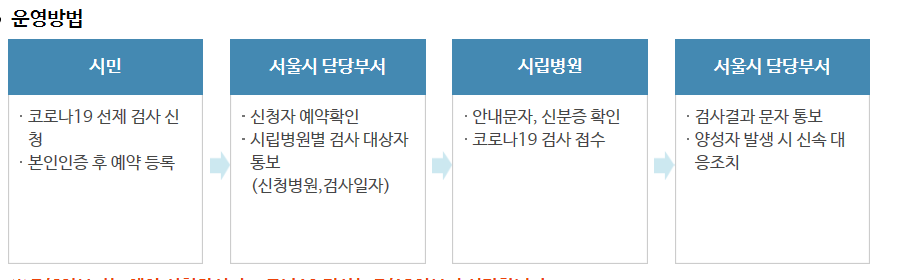 운영방법
시민
· 코로나19 선제 검사 신
청
· 본인인증 후 예약 등록
서울시 담당부서
· 신청자 예약확인
· 시립병원별 검사 대상자
통보
(신청병원,검사일자)
시립병원
· 안내문자, 신분증 확인
· 코로나19 검사 접수
서울시 담당부서
· 검사결과 문자 통보
· 양성자 발생 시 신속 대
응조치